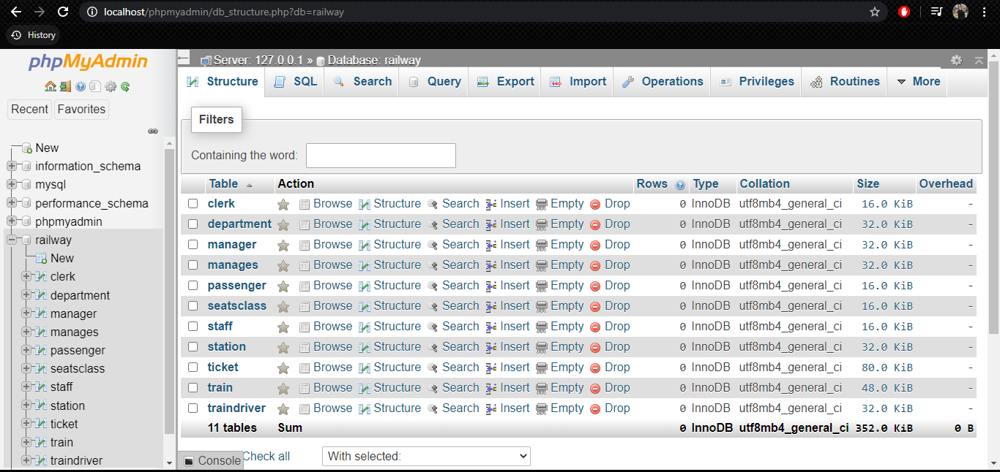 localhost/phpmyadmin/db_structure.php?db=railway
History
phpMyAdmin
Recent Favorites
New
information_schema
mysql
performance_schema
phpmyadmin
railway
New
clerk
department
manager
manages
passenger
seatsclass
staff
station
ticket
train
traindriver
Server: 127.0.0.1 » Database: railway
Structure SQL Search Query Export Import Operations Privileges Routines More
Filters
Containing the word:
Table Action Rows Type Collation Size Overhead
clerk Browse Structure Search Insert Empty Drop 0 InnoDB utf8mb4_general_ci 16.0 KiB -
department Browse Structure Search Insert Empty Drop 0 InnoDB utf8mb4_general_ci 32.0 KiB -
manager Browse Structure Search Insert Empty Drop 0 InnoDB utf8mb4_general_ci 32.0 KiB -
manages Browse Structure Search Insert Empty Drop 0 InnoDB utf8mb4_general_ci 32.0 KiB -
passenger Browse Structure Search Insert Empty Drop 0 InnoDB utf8mb4_general_ci 16.0 KiB -
seatsclass Browse Structure Search Insert Empty Drop 0 InnoDB utf8mb4_general_ci 16.0 KiB -
staff Browse Structure Search Insert Empty Drop 0 InnoDB utf8mb4_general_ci 16.0 KiB -
station Browse Structure Search Insert Empty Drop 0 InnoDB utf8mb4_general_ci 32.0 KiB -
ticket Browse Structure Search Insert Empty Drop 0 InnoDB utf8mb4_general_ci 80.0 KiB -
train Browse Structure Search Insert Empty Drop 0 InnoDB utf8mb4_general_ci 48.0 KiB -
traindriver Browse Structure Search Insert Empty Drop 0 InnoDB utf8mb4_general_ci 32.0 KiB -
11 tables Sum 0 InnoDB utf8mb4_general_ci 352.0 KiB 0 B
Console Check all With selected: